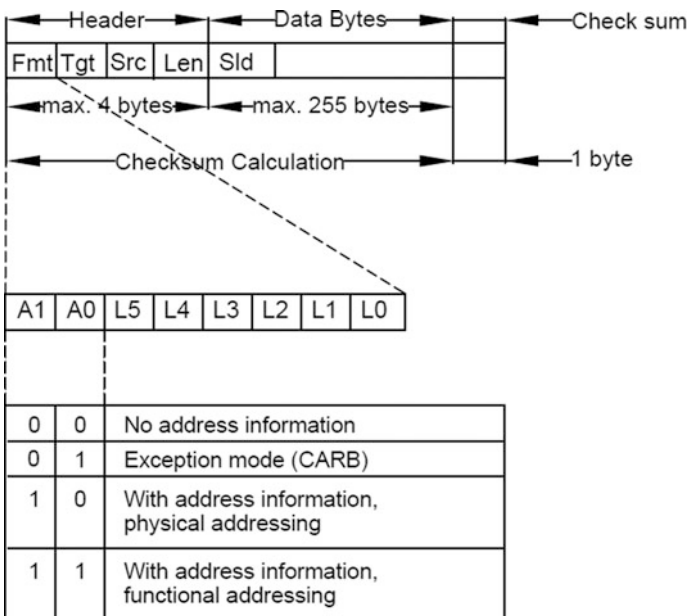 Header Data Bytes Check sum
Fmt Tgt Src Len SId
max. 4 bytes max. 255 bytes
Checksum Calculation 1 byte
A1 A0 L5 L4 L3 L2 L1 L0
0 0 No address information
0 1 Exception mode (CARB)
1 0 With address information,
physical addressing
1 1 With address information,
functional addressing